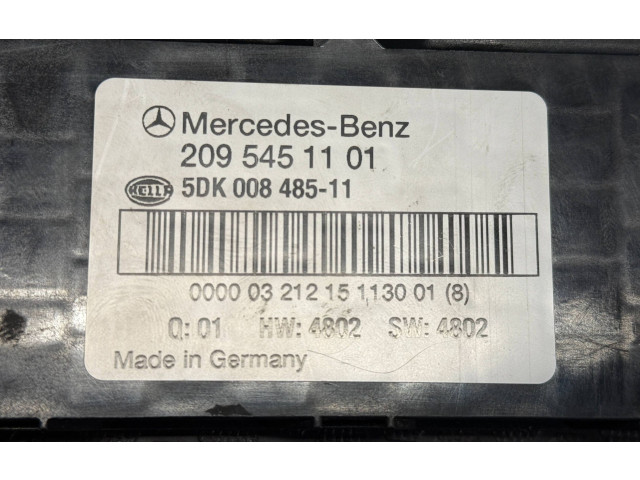 Mercedes-Benz
209 545 11 01
HELLA 5DK 008 485-11
0000 03 212 15 1130 01 (8)
Q: 01 HW: 4802 SW: 4802
Made in Germany